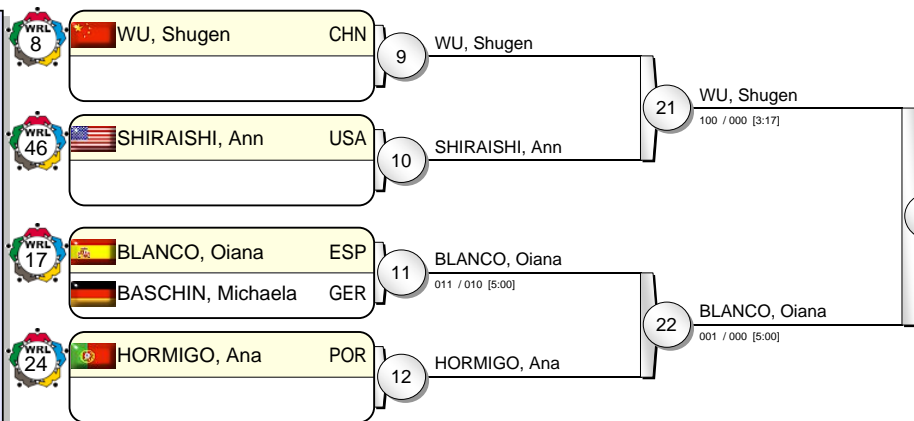 WRL
8
WU, Shugen CHN
9
WU, Shugen
21
WU, Shugen
100 / 000 [3:17]
WRL
46
SHIRAISHI, Ann USA
10
SHIRAISHI, Ann
WRL
17
BLANCO, Oiana ESP
BASCHIN, Michaela GER
11
BLANCO, Oiana
011 / 010 [5:00]
22
BLANCO, Oiana
001 / 000 [5:00]
WRL
24
HORMIGO, Ana POR
12
HORMIGO, Ana